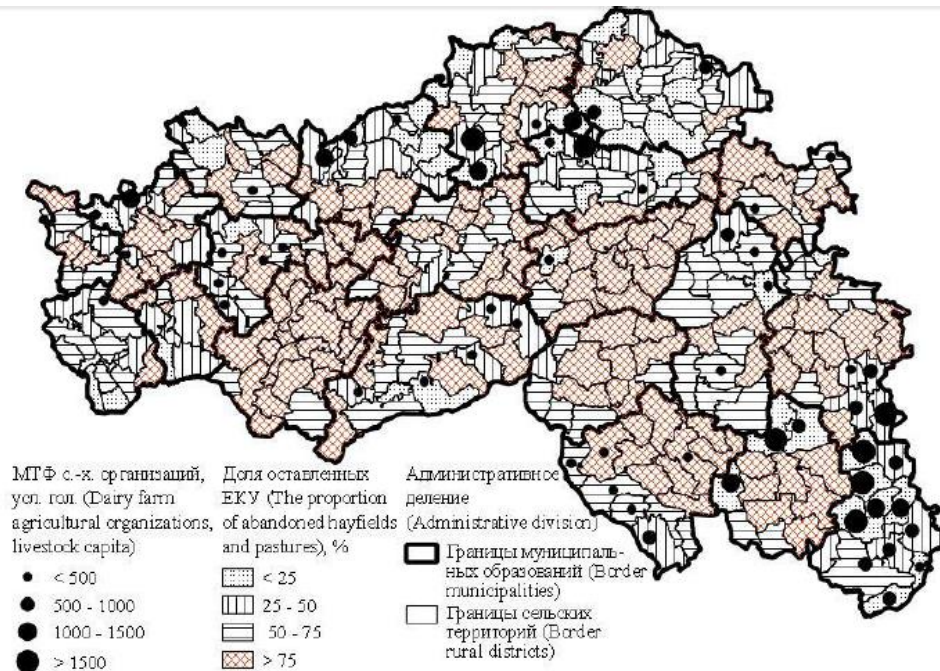 МТФ с.-х. организаций,
усл. гол. (Dairy farm
agricultural organizations,
livestock capita)
< 500
500 - 1000
1000 - 1500
> 1500
Доля оставленных
ЕКУ (The proportion
of abandoned hayfields
and pastures), %
< 25
25 - 50
50 - 75
> 75
Административное
деление
(Administrative division)
Границы муниципаль-
ных образований (Border
municipalities)
Границы сельских
территорий (Border
rural districts)